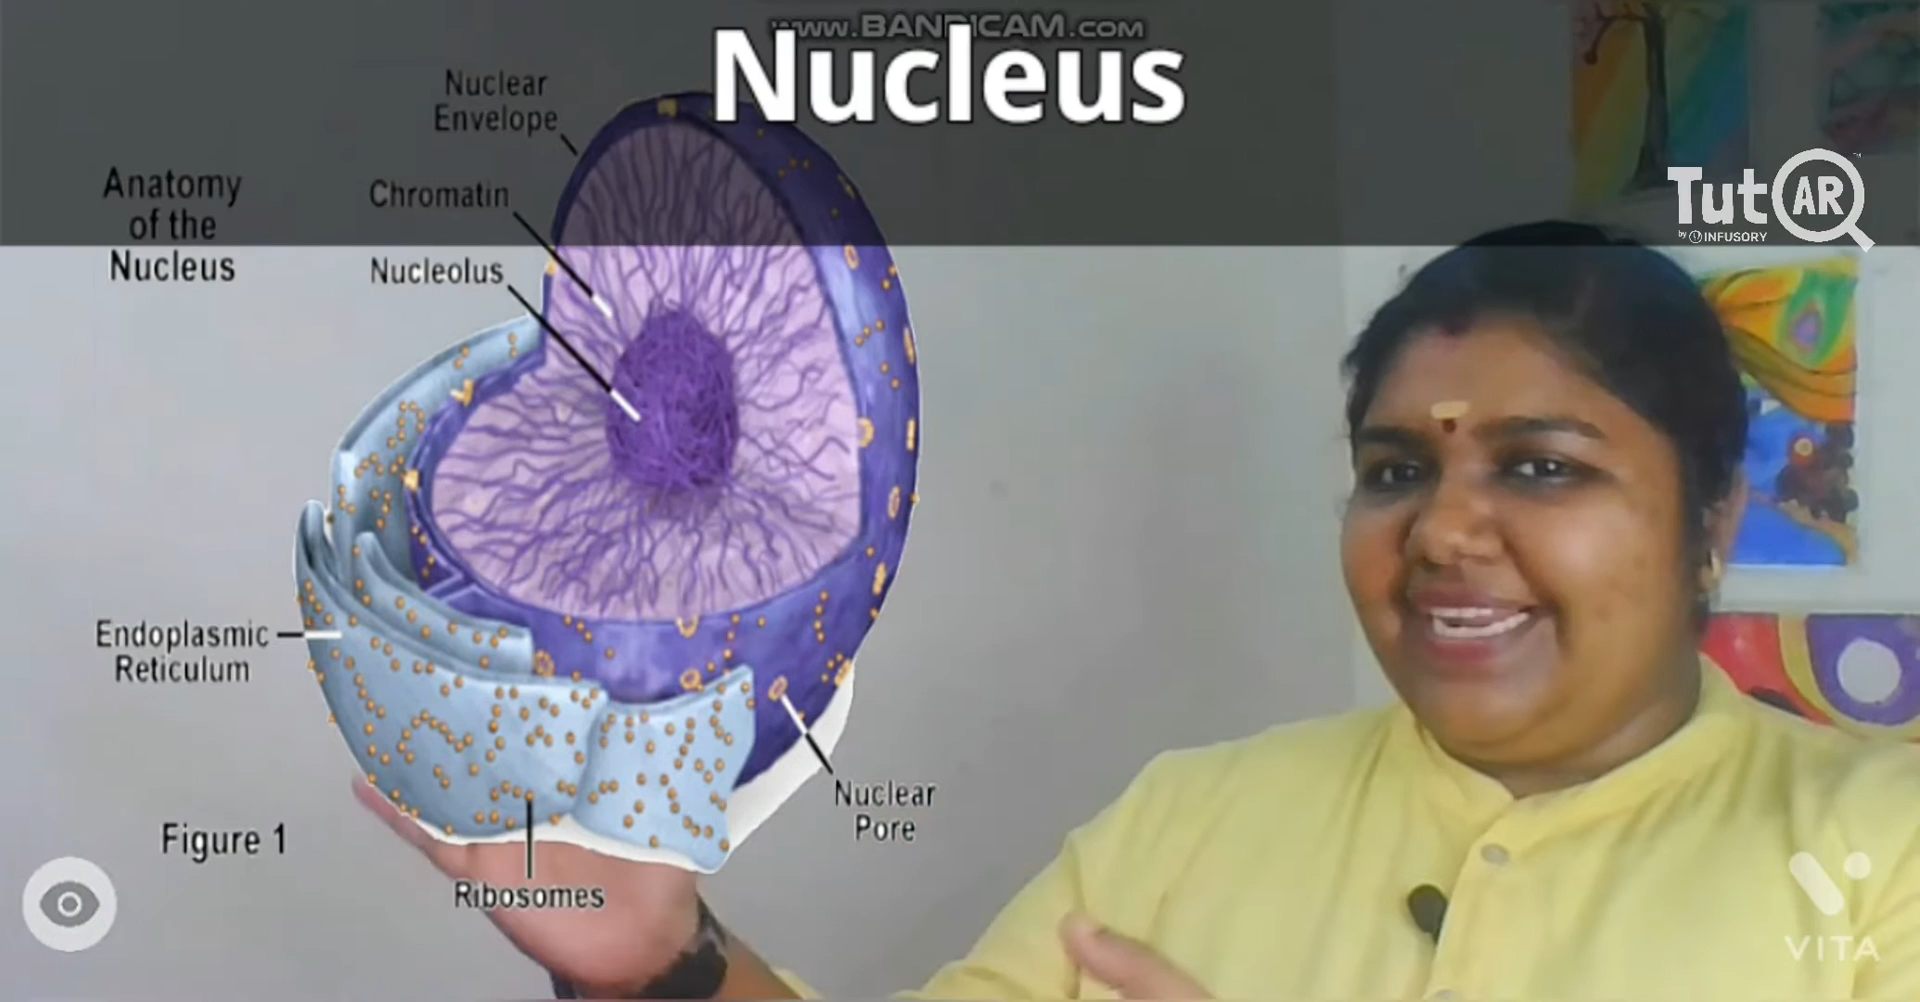 www.BANDICAM.com
Nucleus
Nuclear
Envelope
Anatomy
of the
Nucleus
Chromatin
Nucleolus
TutAR
by INFUSORY
Endoplasmic
Reticulum
Nuclear
Pore
Figure 1
Ribosomes
VITA